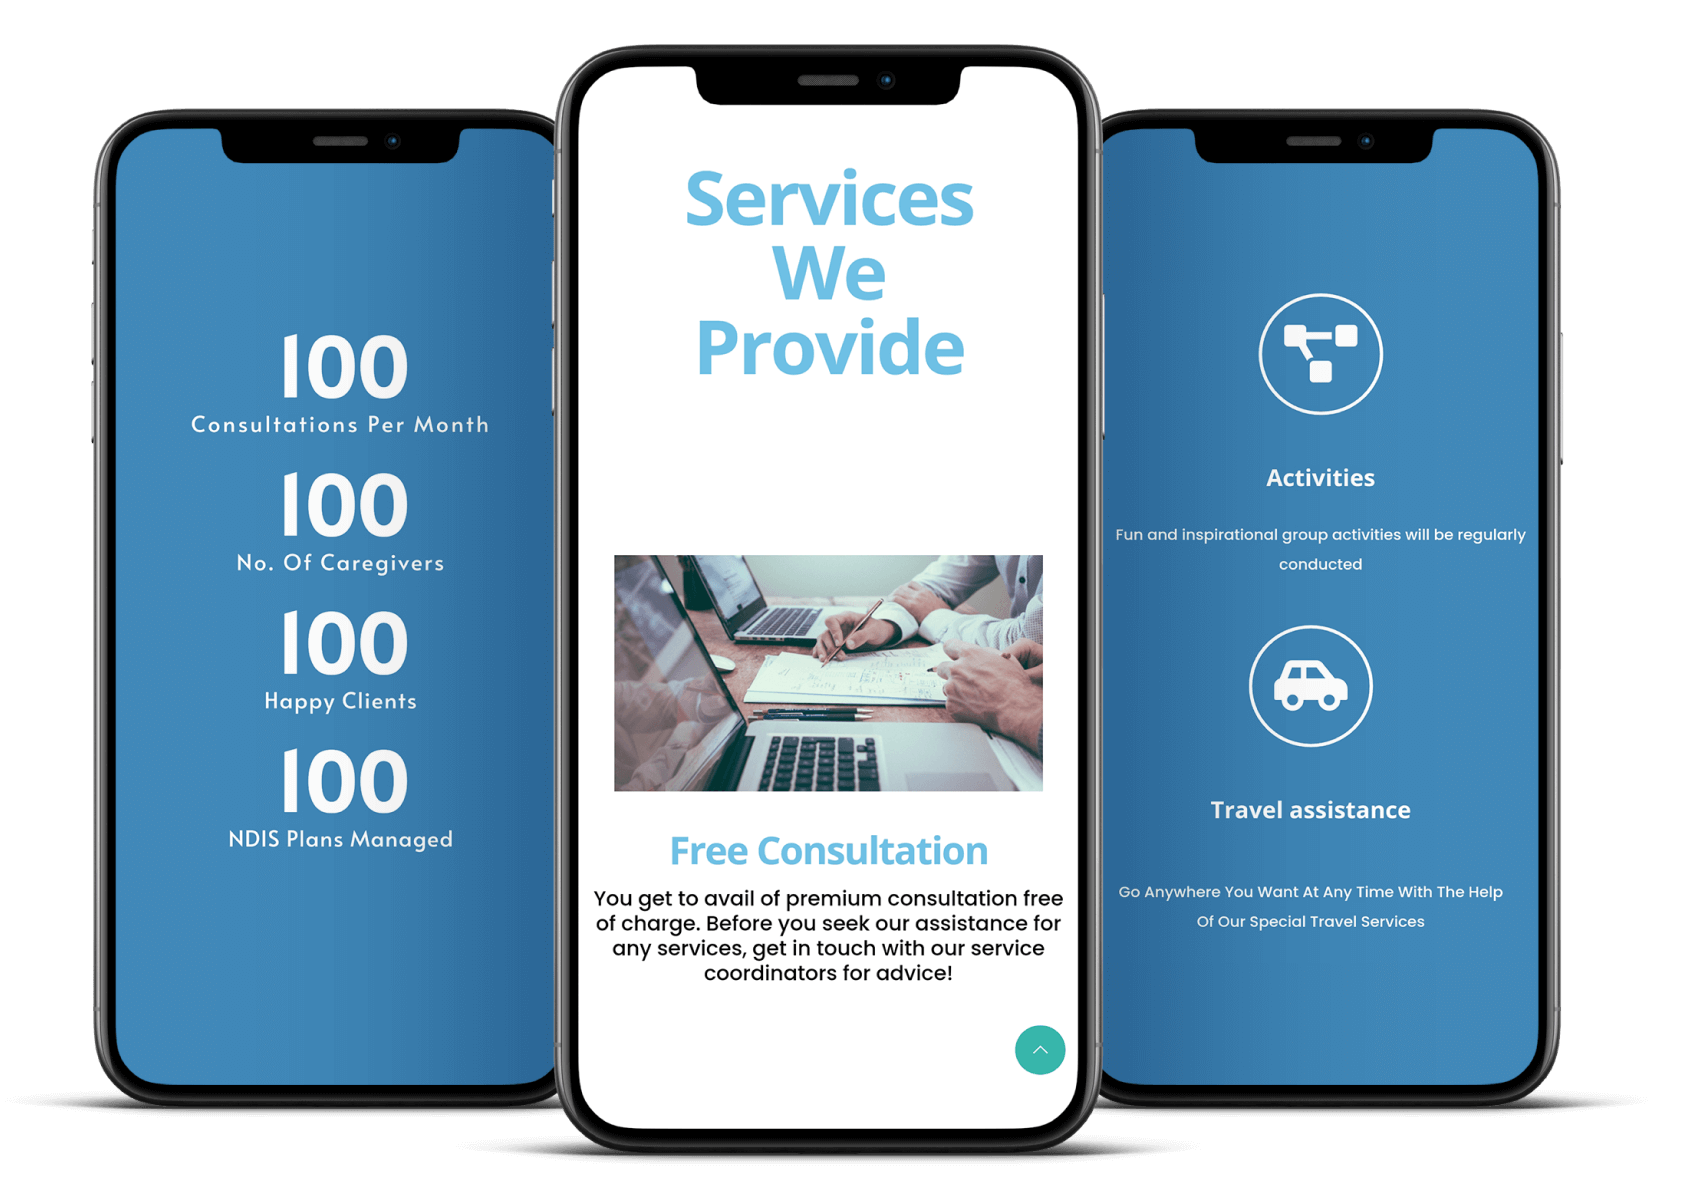 100
Consultations Per Month
100
No. Of Caregivers
100
Happy Clients
100
NDIS Plans Managed
Services
We
Provide
Free Consultation
You get to avail of premium consultation free
of charge. Before you seek our assistance for
any services, get in touch with our service
coordinators for advice!
Activities
Fun and inspirational group activities will be regularly
conducted
Travel assistance
Go Anywhere You Want At Any Time With The Help
Of Our Special Travel Services